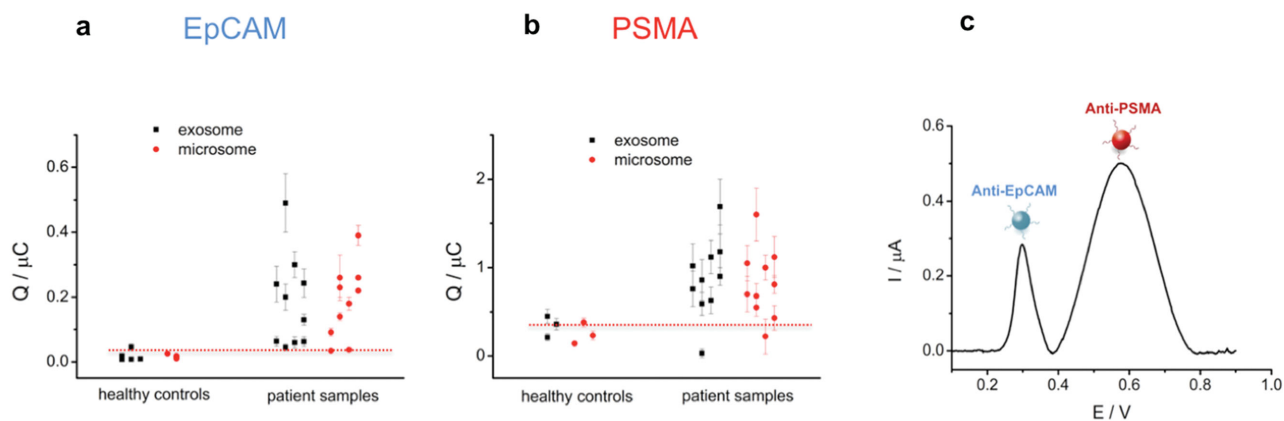 a
EpCAM
exosome
microsome
Q / μC
0.6
0.4
0.2
0.0
healthy controls
patient samples
b
PSMA
exosome
microsome
Q / μC
2
1
0
healthy controls
patient samples
c
Anti-PSMA
Anti-EpCAM
I / μA
0.6
0.4
0.2
0.0
0.2
0.4
0.6
0.8
1.0
E / V